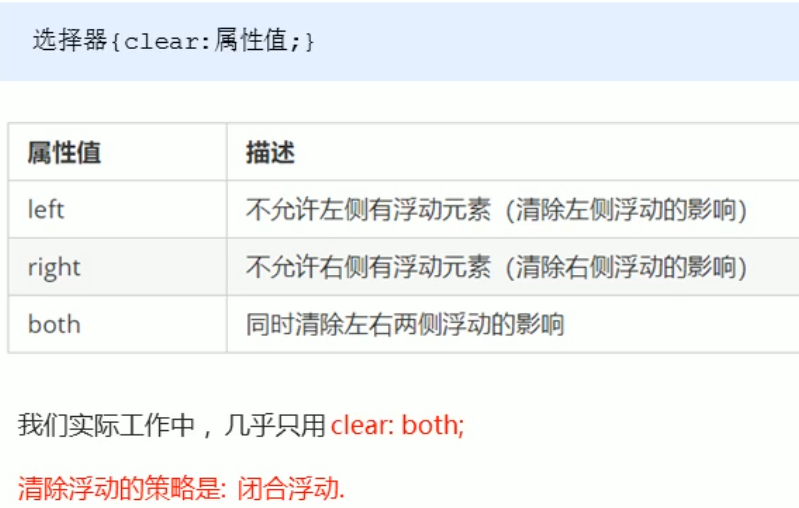 选择器{clear:属性值;}
属性值 描述
left 不允许左侧有浮动元素（清除左侧浮动的影响）
right 不允许右侧有浮动元素（清除右侧浮动的影响）
both 同时清除左右两侧浮动的影响
我们实际工作中，几乎只用 clear: both;
清除浮动的策略是: 闭合浮动.